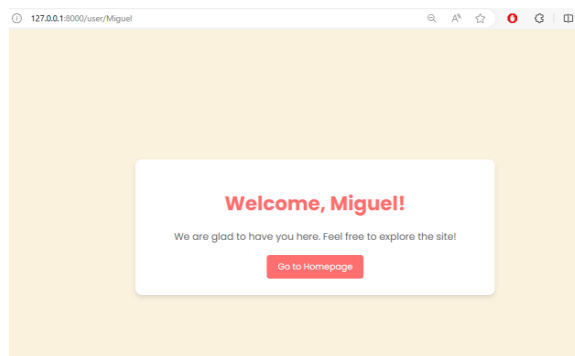 127.0.0.1:8000/user/Miguel
Welcome, Miguel!
We are glad to have you here. Feel free to explore the site!
Go to Homepage